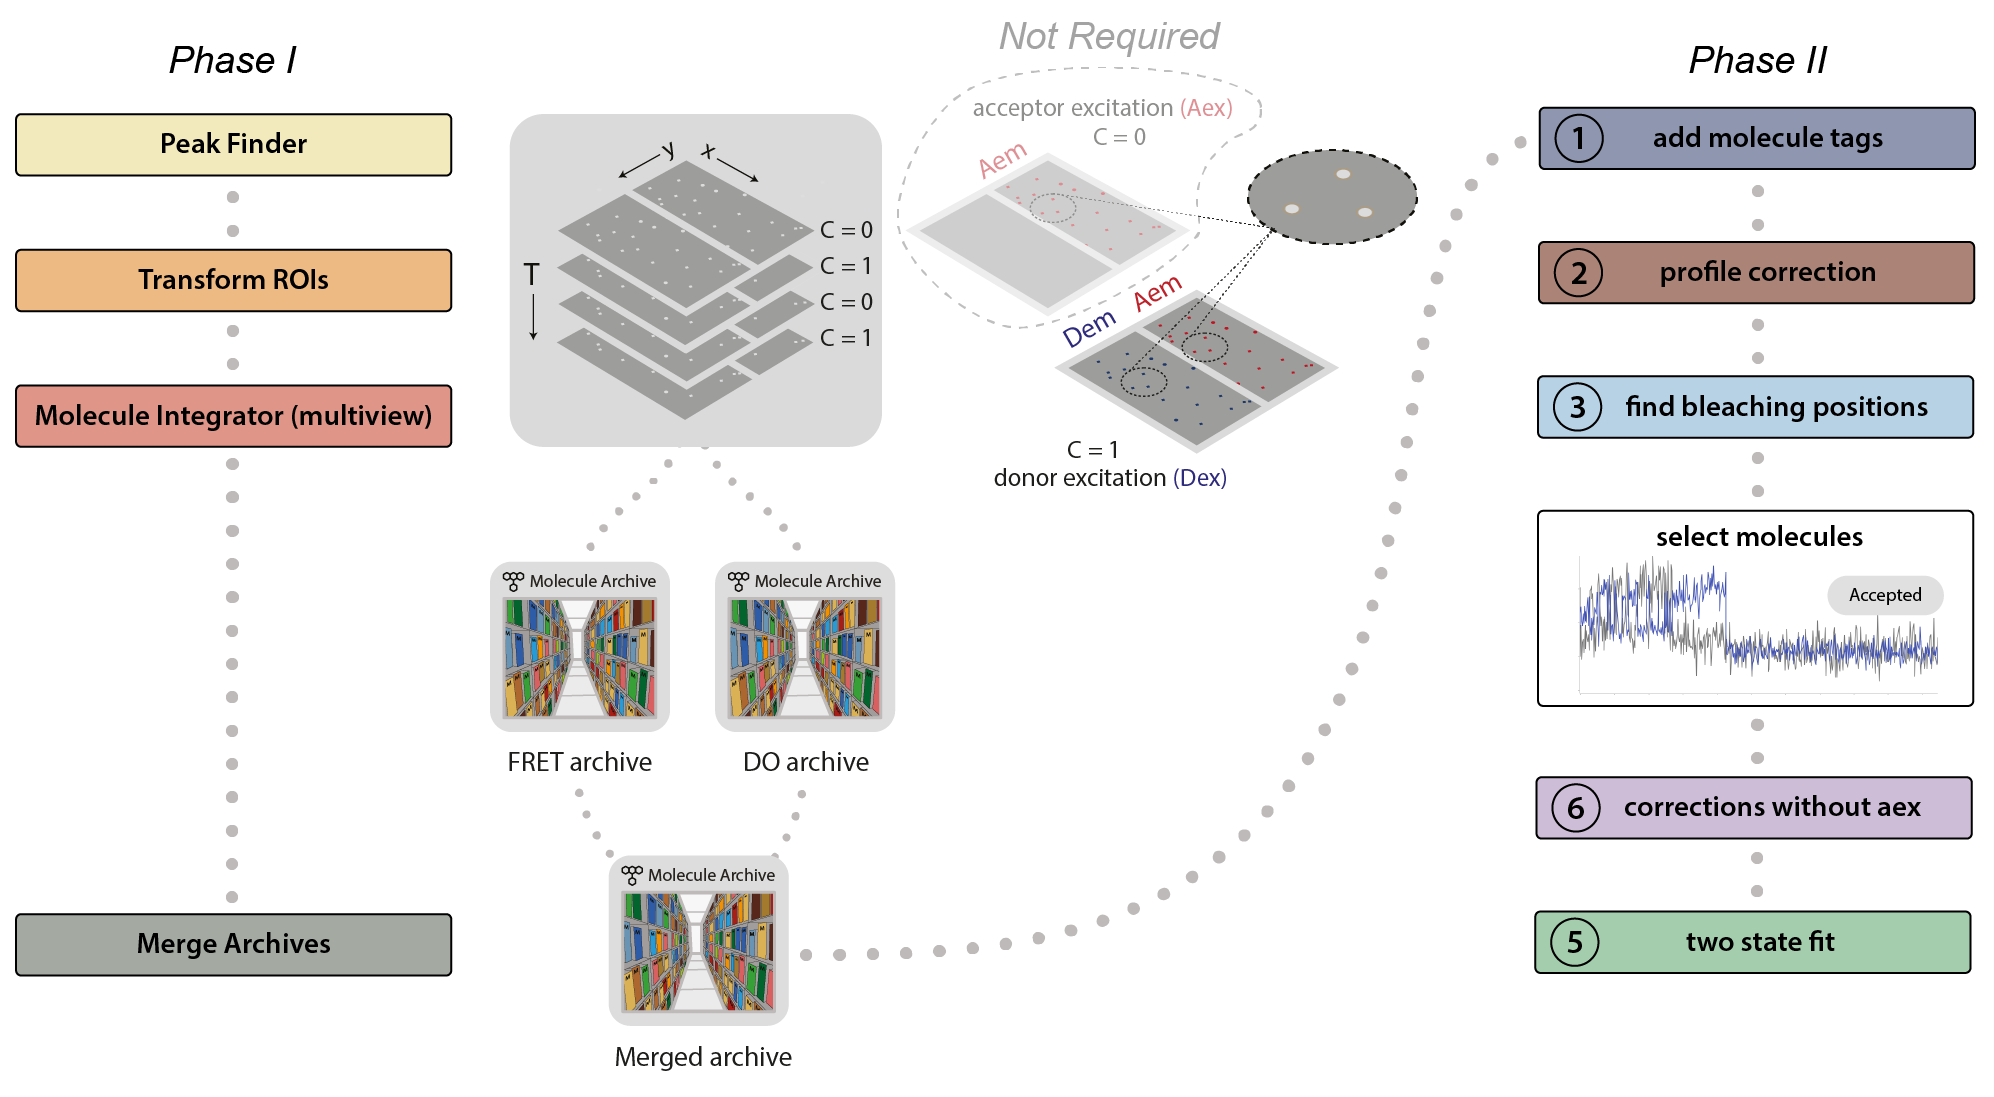 Phase I
Peak Finder
Transform ROIs
Molecule Integrator (multiview)
Merge Archives
y x
T
C = 0
C = 1
C = 0
C = 1
Not Required
acceptor excitation (Aex)
C = 0
Aem
Aem
Dem
C = 1
donor excitation (Dex)
Molecule Archive
FRET archive
Molecule Archive
DO archive
Molecule Archive
Merged archive
Phase II
1 add molecule tags
2 profile correction
3 find bleaching positions
select molecules
Accepted
6 corrections without aex
5 two state fit